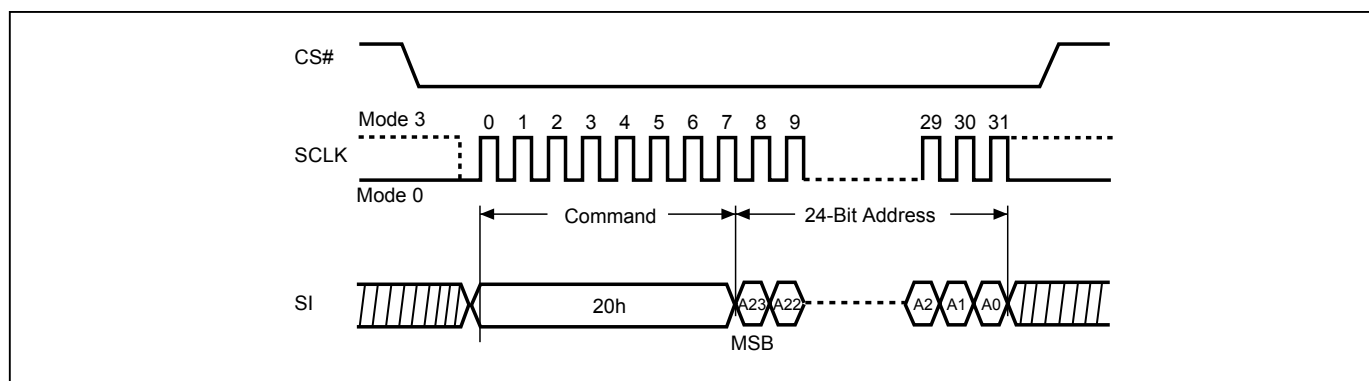 CS#
Mode 3
0 1 2 3 4 5 6 7 8 9 29 30 31
SCLK
Mode 0
Command 24-Bit Address
SI 20h A23 A22 A2 A1 A0
MSB